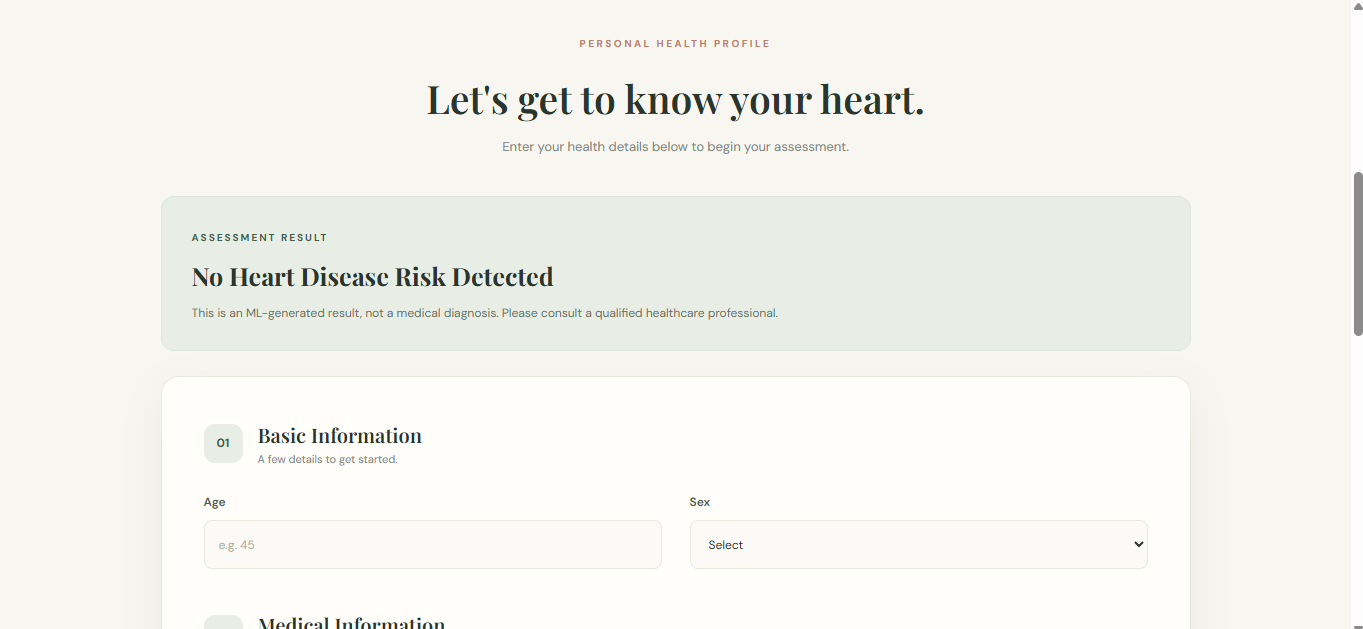 PERSONAL HEALTH PROFILE
Let's get to know your heart.
Enter your health details below to begin your assessment.
ASSESSMENT RESULT
No Heart Disease Risk Detected
This is an ML-generated result, not a medical diagnosis. Please consult a qualified healthcare professional.
01
Basic Information
A few details to get started.
Age
Sex
e.g. 45
Select
Medical Information